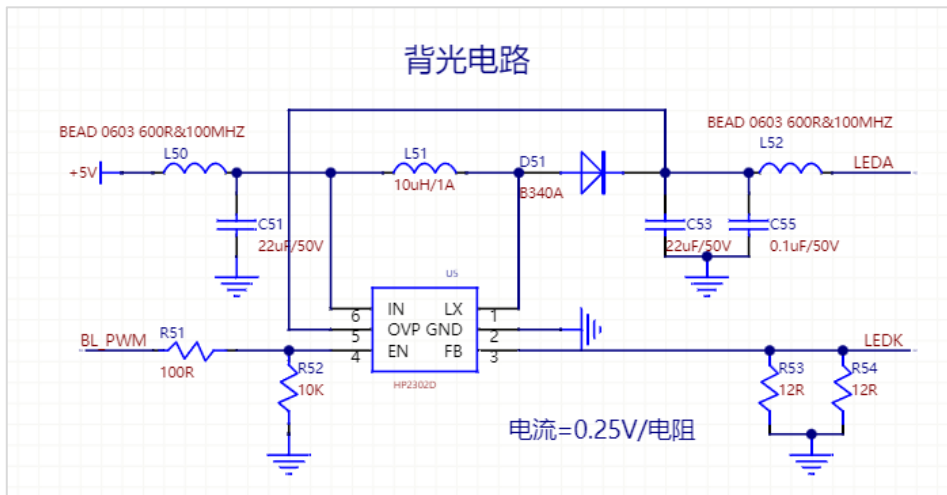 背光电路
BEAD 0603 600R&100MHZ
BEAD 0603 600R&100MHZ
L50
L51
D51
L52
+5V
10uH/1A
B340A
LEDA
C51
22uF/50V
C53
22uF/50V
C55
0.1uF/50V
U5
6 IN LX 1
5 OVP GND 2
4 EN FB 3
HP2302D
BL_PWM
R51
100R
R52
10K
LEDK
R53
12R
R54
12R
电流=0.25V/电阻